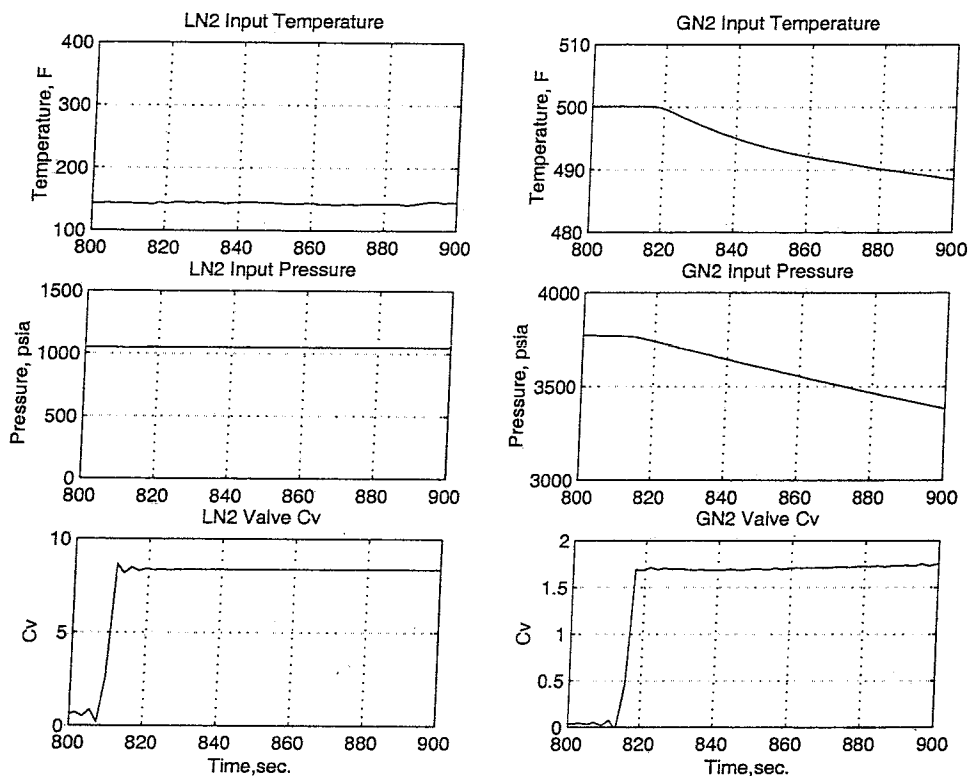 LN2 Input Temperature
400
300
200
100
Temperature, F
800 820 840 860 880 900
GN2 Input Temperature
510
500
490
480
Temperature, F
800 820 840 860 880 900
LN2 Input Pressure
1500
1000
500
0
Pressure, psia
800 820 840 860 880 900
GN2 Input Pressure
4000
3500
3000
Pressure, psia
800 820 840 860 880 900
LN2 Valve Cv
10
5
0
Cv
800 820 840 860 880 900
Time,sec.
GN2 Valve Cv
2
1.5
1
0.5
0
Cv
800 820 840 860 880 900
Time,sec.